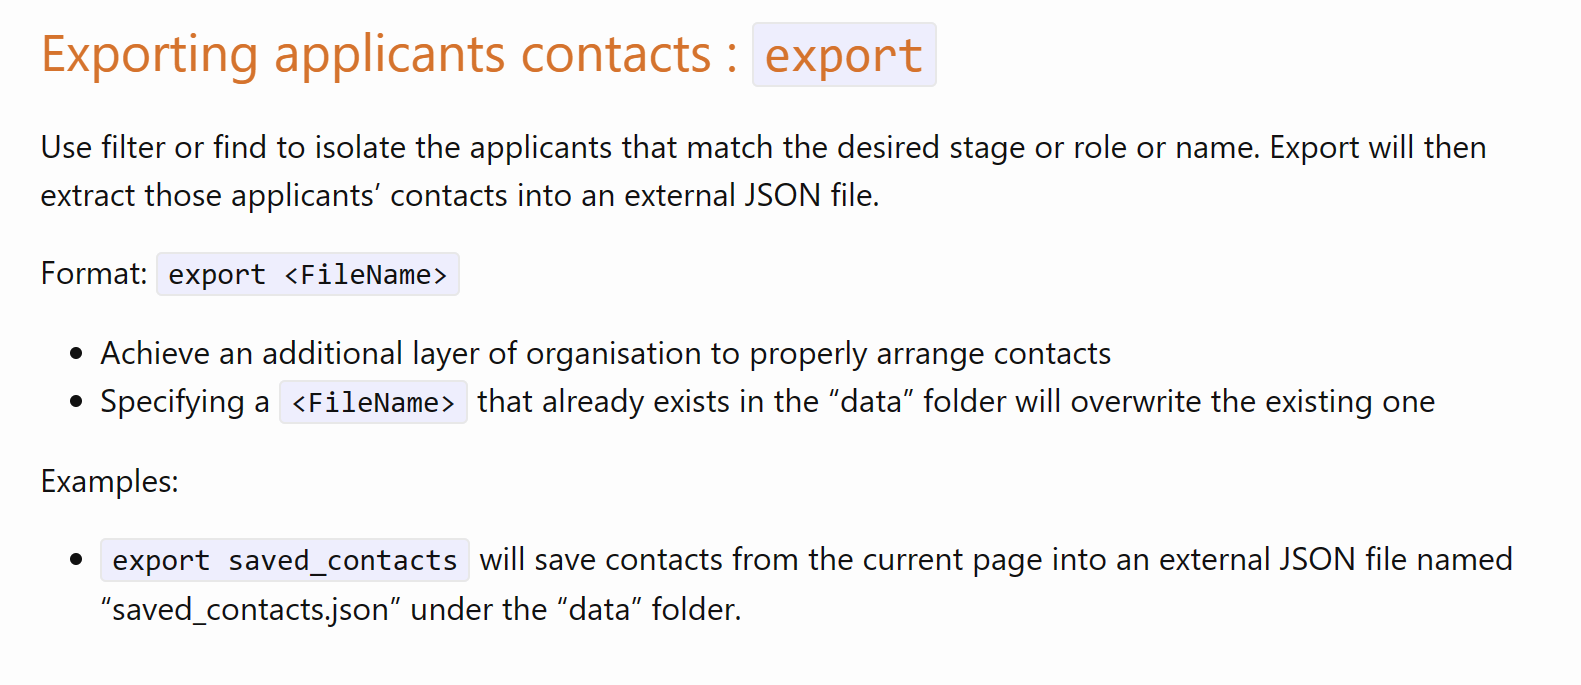 Exporting applicants contacts : export
Use filter or find to isolate the applicants that match the desired stage or role or name. Export will then
extract those applicants’ contacts into an external JSON file.
Format: export <FileName>
• Achieve an additional layer of organisation to properly arrange contacts
• Specifying a <FileName> that already exists in the “data” folder will overwrite the existing one
Examples:
• export saved_contacts will save contacts from the current page into an external JSON file named
“saved_contacts.json” under the “data” folder.